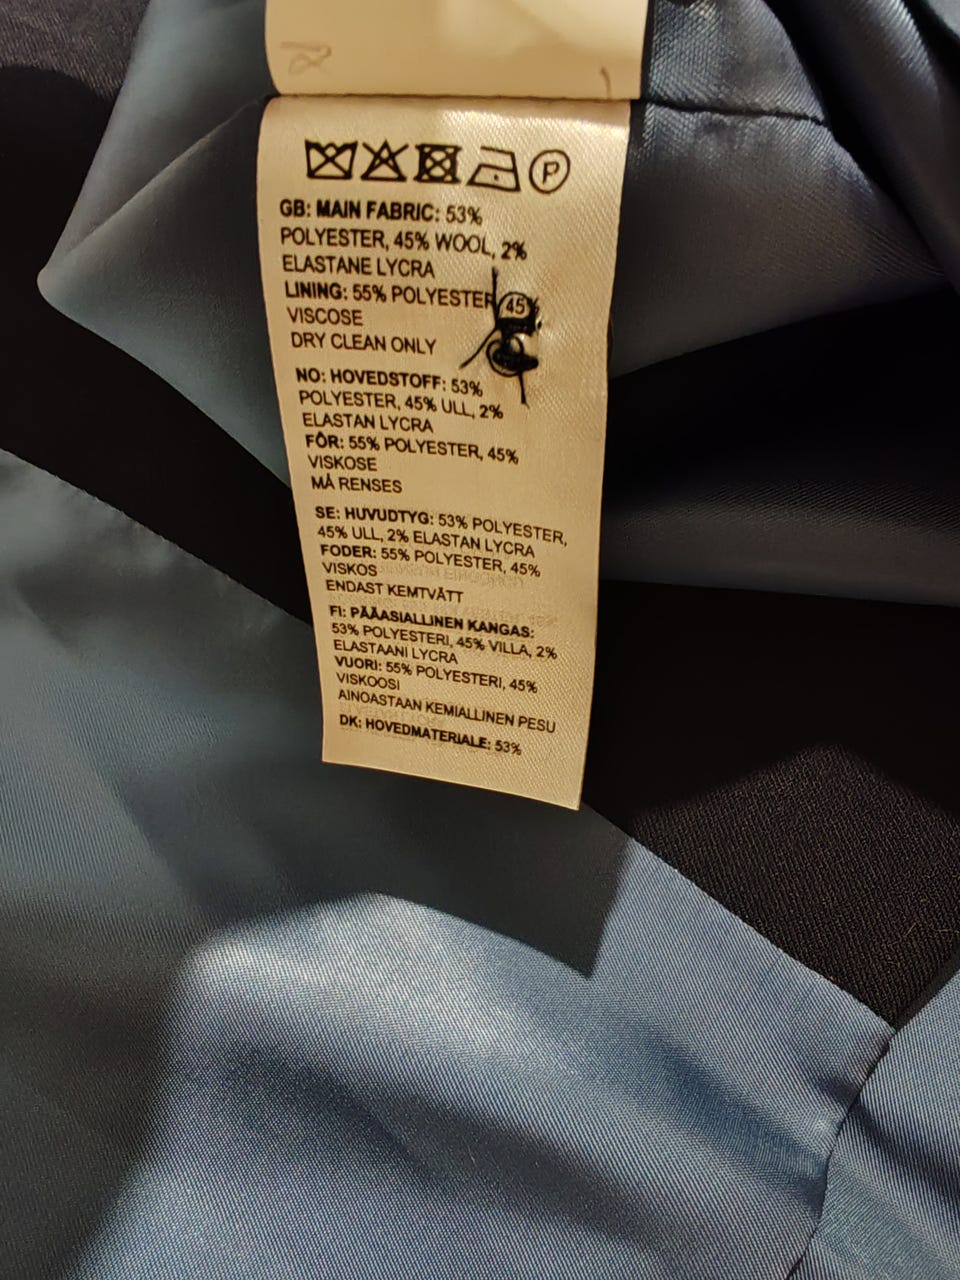 P
GB: MAIN FABRIC: 53%
POLYESTER, 45% WOOL, 2%
ELASTANE LYCRA
LINING: 55% POLYESTER, 45%
VISCOSE
DRY CLEAN ONLY
NO: HOVEDSTOFF: 53%
POLYESTER, 45% ULL, 2%
ELASTAN LYCRA
FÔR: 55% POLYESTER, 45%
VISKOSE
MÅ RENSES
SE: HUVUDTYG: 53% POLYESTER,
45% ULL, 2% ELASTAN LYCRA
FODER: 55% POLYESTER, 45%
VISKOS
ENDAST KEMTVÄTT
FI: PÄÄASIALLINEN KANGAS:
53% POLYESTERI, 45% VILLA, 2%
ELASTAANI LYCRA
VUORI: 55% POLYESTERI, 45%
VISKOOSI
AINOASTAAN KEMIALLINEN PESU
DK: HOVEDMATERIALE: 53%